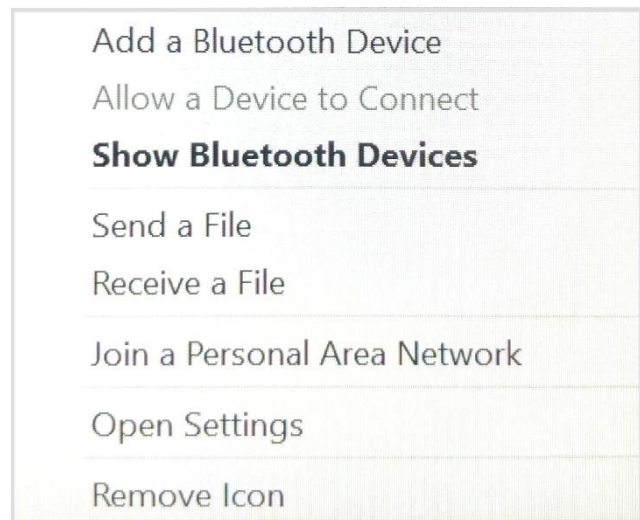 Add a Bluetooth Device
Allow a Device to Connect
Show Bluetooth Devices
Send a File
Receive a File
Join a Personal Area Network
Open Settings
Remove Icon